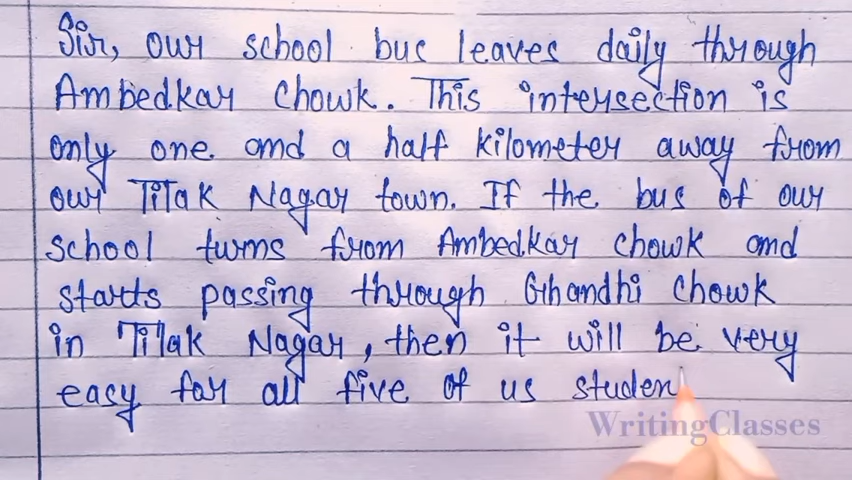 Sir, our school bus leaves daily through
Ambedkar Chowk. This intersection is
only one and a half kilometer away from
our Tilak Nagar town. If the bus of our
school turns from Ambedkar Chowk and
starts passing through Ghandhi Chowk
in Tilak Nagar, then it will be very
easy for all five of us studen
WritingClasses